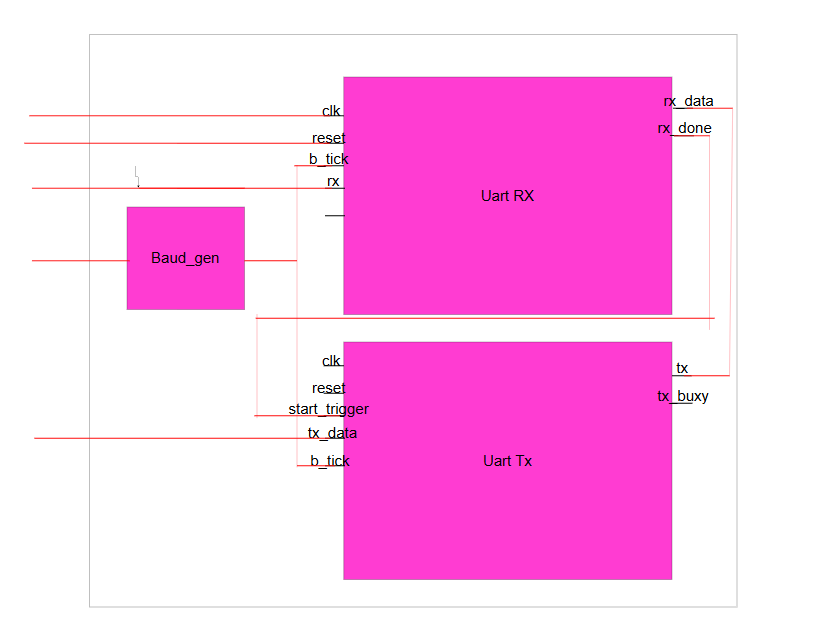 clk
reset
b_tick
rx
Uart RX
rx_data
rx_done
Baud_gen
clk
reset
start_trigger
tx_data
b_tick
Uart Tx
tx
tx_buxy